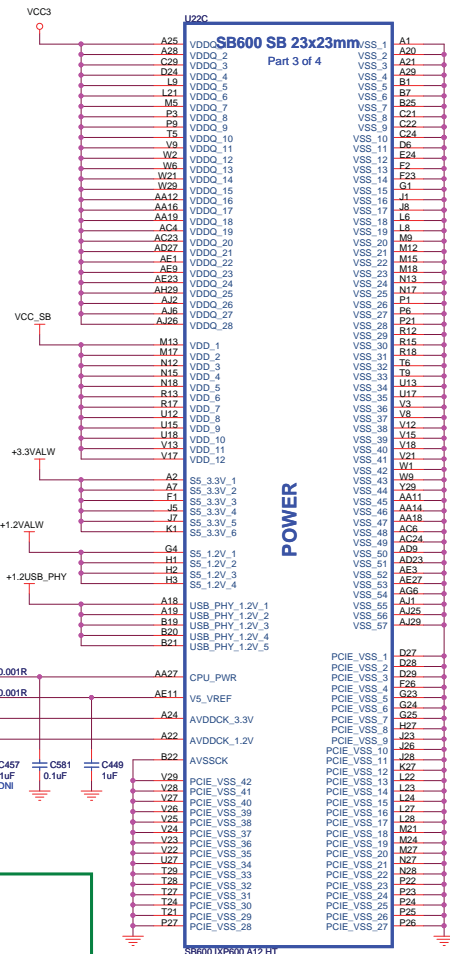 U22C
SB600 SB 23x23mm
Part 3 of 4
POWER
VCC3
A25 VDDQ_1
A28 VDDQ_2
C29 VDDQ_3
D24 VDDQ_4
L9 VDDQ_5
L21 VDDQ_6
M5 VDDQ_7
P3 VDDQ_8
P9 VDDQ_9
T5 VDDQ_10
V9 VDDQ_11
W2 VDDQ_12
W6 VDDQ_13
W21 VDDQ_14
W29 VDDQ_15
AA12 VDDQ_16
AA16 VDDQ_17
AA19 VDDQ_18
AC4 VDDQ_19
AC23 VDDQ_20
AD27 VDDQ_21
AE1 VDDQ_22
AE9 VDDQ_23
AE23 VDDQ_24
AH29 VDDQ_25
AJ2 VDDQ_26
AJ6 VDDQ_27
AJ26 VDDQ_28
VCC_SB
M13 VDD_1
M17 VDD_2
N12 VDD_3
N15 VDD_4
N18 VDD_5
R13 VDD_6
R17 VDD_7
U12 VDD_8
U15 VDD_9
U18 VDD_10
V13 VDD_11
V17 VDD_12
+3.3VALW
A2 S5_3.3V_1
A7 S5_3.3V_2
F1 S5_3.3V_3
J5 S5_3.3V_4
J7 S5_3.3V_5
K1 S5_3.3V_6
+1.2VALW
G4 S5_1.2V_1
H1 S5_1.2V_2
H2 S5_1.2V_3
H3 S5_1.2V_4
+1.2USB_PHY
A18 USB_PHY_1.2V_1
A19 USB_PHY_1.2V_2
B19 USB_PHY_1.2V_3
B20 USB_PHY_1.2V_4
B21 USB_PHY_1.2V_5
0.001R
AA27 CPU_PWR
0.001R
AE11 V5_VREF
A24 AVDDCK_3.3V
A22 AVDDCK_1.2V
B22 AVSSCK
C457
1uF
ONI
C581
0.1uF
C449
1uF
V29 PCIE_VSS_42
V28 PCIE_VSS_41
V27 PCIE_VSS_40
V26 PCIE_VSS_39
V25 PCIE_VSS_38
V24 PCIE_VSS_37
V23 PCIE_VSS_36
V22 PCIE_VSS_35
U27 PCIE_VSS_34
T29 PCIE_VSS_33
T28 PCIE_VSS_32
T27 PCIE_VSS_31
T24 PCIE_VSS_30
T21 PCIE_VSS_29
P27 PCIE_VSS_28
VSS_1 A1
VSS_2 A20
VSS_3 A21
VSS_4 A29
VSS_5 B1
VSS_6 B7
VSS_7 B25
VSS_8 C21
VSS_9 C22
VSS_10 C24
VSS_11 D6
VSS_12 E24
VSS_13 F2
VSS_14 F23
VSS_15 G1
VSS_16 J1
VSS_17 J8
VSS_18 L6
VSS_19 L8
VSS_20 M9
VSS_21 M12
VSS_22 M15
VSS_23 M18
VSS_24 N13
VSS_25 N17
VSS_26 P1
VSS_27 P6
VSS_28 P21
VSS_29 R12
VSS_30 R15
VSS_31 R18
VSS_32 T6
VSS_33 T9
VSS_34 U13
VSS_35 U17
VSS_36 V3
VSS_37 V8
VSS_38 V12
VSS_39 V15
VSS_40 V18
VSS_41 V21
VSS_42 W1
VSS_43 W9
VSS_44 Y29
VSS_45 AA11
VSS_46 AA14
VSS_47 AA18
VSS_48 AC6
VSS_49 AC24
VSS_50 AD9
VSS_51 AD23
VSS_52 AE3
VSS_53 AE27
VSS_54 AG6
VSS_55 AJ1
VSS_56 AJ25
VSS_57 AJ29
PCIE_VSS_1 D27
PCIE_VSS_2 D28
PCIE_VSS_3 D29
PCIE_VSS_4 F26
PCIE_VSS_5 G23
PCIE_VSS_6 G24
PCIE_VSS_7 G25
PCIE_VSS_8 H27
PCIE_VSS_9 J23
PCIE_VSS_10 J26
PCIE_VSS_11 J28
PCIE_VSS_12 K27
PCIE_VSS_13 L22
PCIE_VSS_14 L23
PCIE_VSS_15 L24
PCIE_VSS_16 L27
PCIE_VSS_17 L28
PCIE_VSS_18 M21
PCIE_VSS_19 M24
PCIE_VSS_20 M27
PCIE_VSS_21 N27
PCIE_VSS_22 N28
PCIE_VSS_23 P22
PCIE_VSS_24 P23
PCIE_VSS_25 P24
PCIE_VSS_26 P25
PCIE_VSS_27 P26
SB600 IXP600 A12 HT